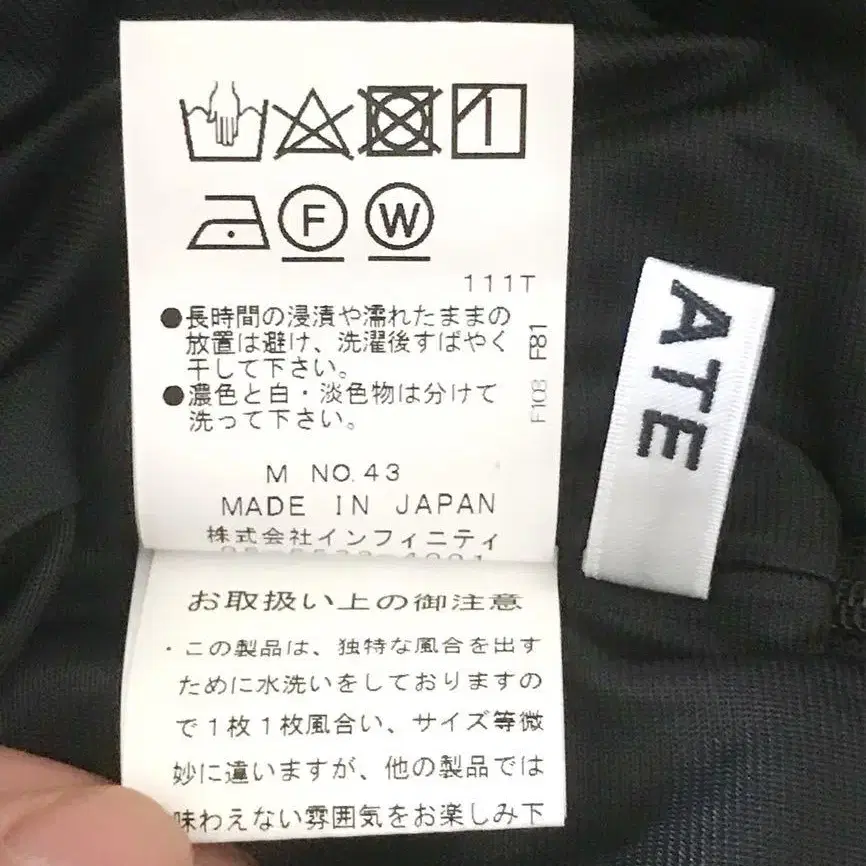 F
W
111T
●長時間の浸漬や濡れたままの
放置は避け、洗濯後すばやく
干して下さい。
●濃色と白・淡色物は分けて
洗って下さい。
F81
F108
M NO.43
MADE IN JAPAN
株式会社インフィニティ
お取扱い上の御注意
・この製品は、独特な風合を出す
ために水洗いをしておりますの
で1枚1枚風合い、サイズ等微
妙に違いますが、他の製品では
味わえない雰囲気をお楽しみ下
ATE